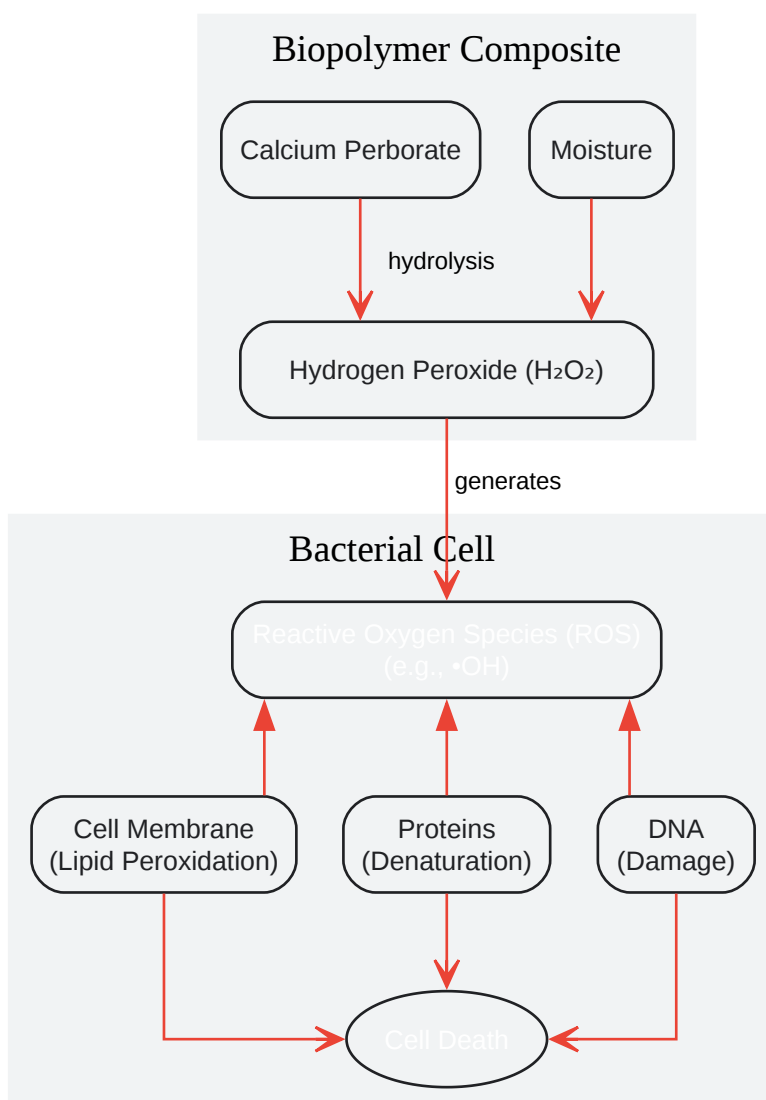 Biopolymer Composite
Calcium Perborate
Moisture
hydrolysis
Hydrogen Peroxide (H₂O₂)
generates
Bacterial Cell
Reactive Oxygen Species (ROS)
(e.g., •OH)
Cell Membrane
(Lipid Peroxidation)
Proteins
(Denaturation)
DNA
(Damage)
Cell Death